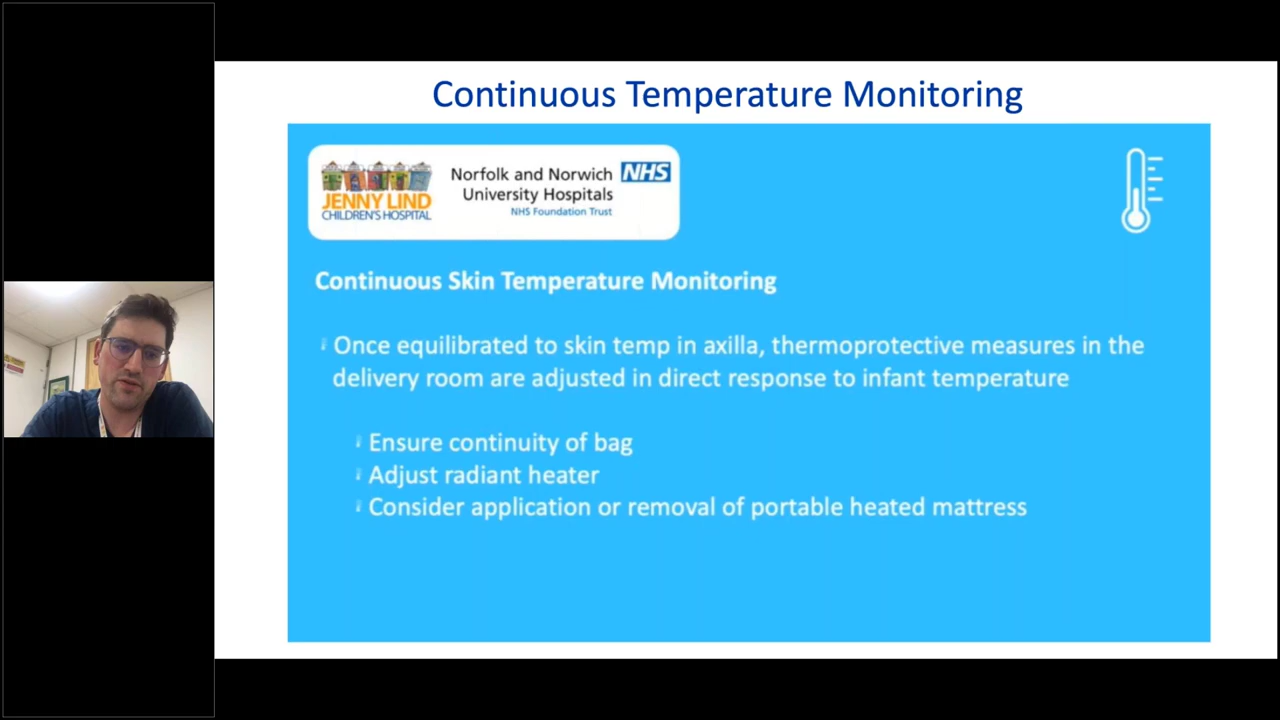 Continuous Temperature Monitoring
JENNY LIND
CHILDREN'S HOSPITAL
Norfolk and Norwich NHS
University Hospitals
NHS Foundation Trust
Continuous Skin Temperature Monitoring
Once equilibrated to skin temp in axilla, thermoprotective measures in the
delivery room are adjusted in direct response to infant temperature
Ensure continuity of bag
Adjust radiant heater
Consider application or removal of portable heated mattress